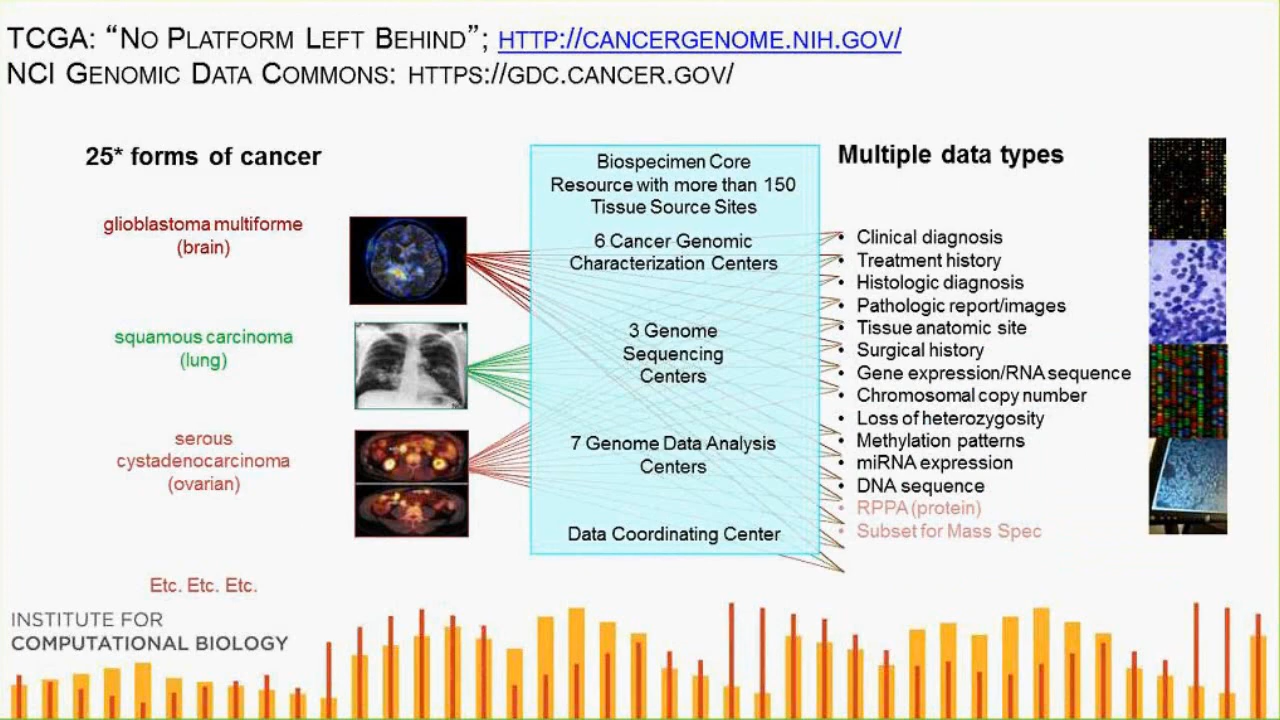 TCGA: “No Platform Left Behind”; HTTP://CANCERGENOME.NIH.GOV/
NCI Genomic Data Commons: HTTPS://GDC.CANCER.GOV/
25* forms of cancer
glioblastoma multiforme
(brain)
squamous carcinoma
(lung)
serous
cystadenocarcinoma
(ovarian)
Etc. Etc. Etc.
Biospecimen Core
Resource with more than 150
Tissue Source Sites
6 Cancer Genomic
Characterization Centers
3 Genome
Sequencing
Centers
7 Genome Data Analysis
Centers
Data Coordinating Center
Multiple data types
• Clinical diagnosis
• Treatment history
• Histologic diagnosis
• Pathologic report/images
• Tissue anatomic site
• Surgical history
• Gene expression/RNA sequence
• Chromosomal copy number
• Loss of heterozygosity
• Methylation patterns
• miRNA expression
• DNA sequence
• RPPA (protein)
• Subset for Mass Spec
INSTITUTE FOR
COMPUTATIONAL BIOLOGY